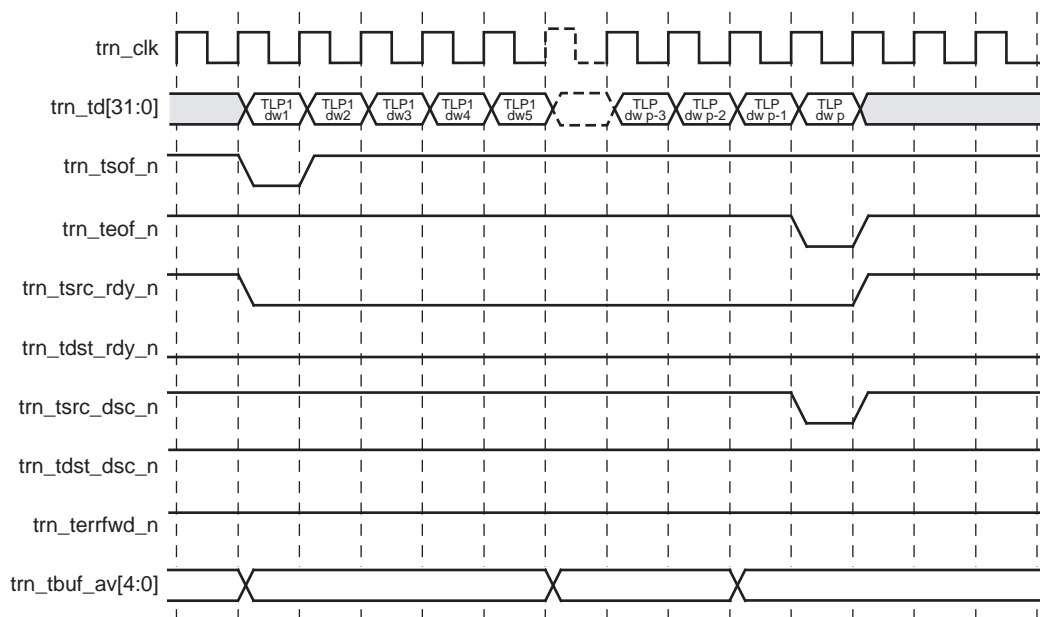 trn_clk
trn_td[31:0]
TLP1 dw1
TLP1 dw2
TLP1 dw3
TLP1 dw4
TLP1 dw5
TLP dw p-3
TLP dw p-2
TLP dw p-1
TLP dw p
trn_tsof_n
trn_teof_n
trn_tsrc_rdy_n
trn_tdst_rdy_n
trn_tsrc_dsc_n
trn_tdst_dsc_n
trn_terrfwd_n
trn_tbuf_av[4:0]